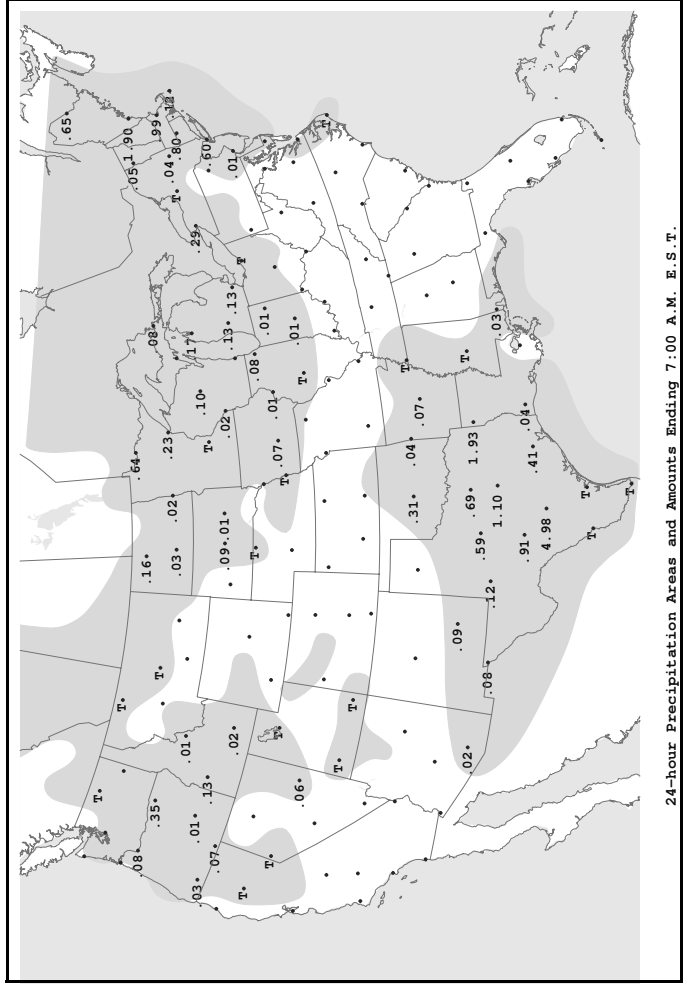 .65
T
T
.05
1.90
.64
.08
.16
.08
T
.35
.99
.23
.04
.12
.03
.02
T
.80
.01
.17
.01
.29
.03
.10
.13
T
.60
.07
.09
.01
.02
.13
.13
.01
.02
T
T
.08
T
.01
T
.01
T
.07
T
.01
.06
T
T
T
T
T
.04
.31
.07
.09
T
.02
.69
1.93
.59
.08
.12
.03
1.10
.91
.04
.41
4.98
T
T
T
24-hour Precipitation Areas and Amounts Ending 7:00 A.M. E.S.T.